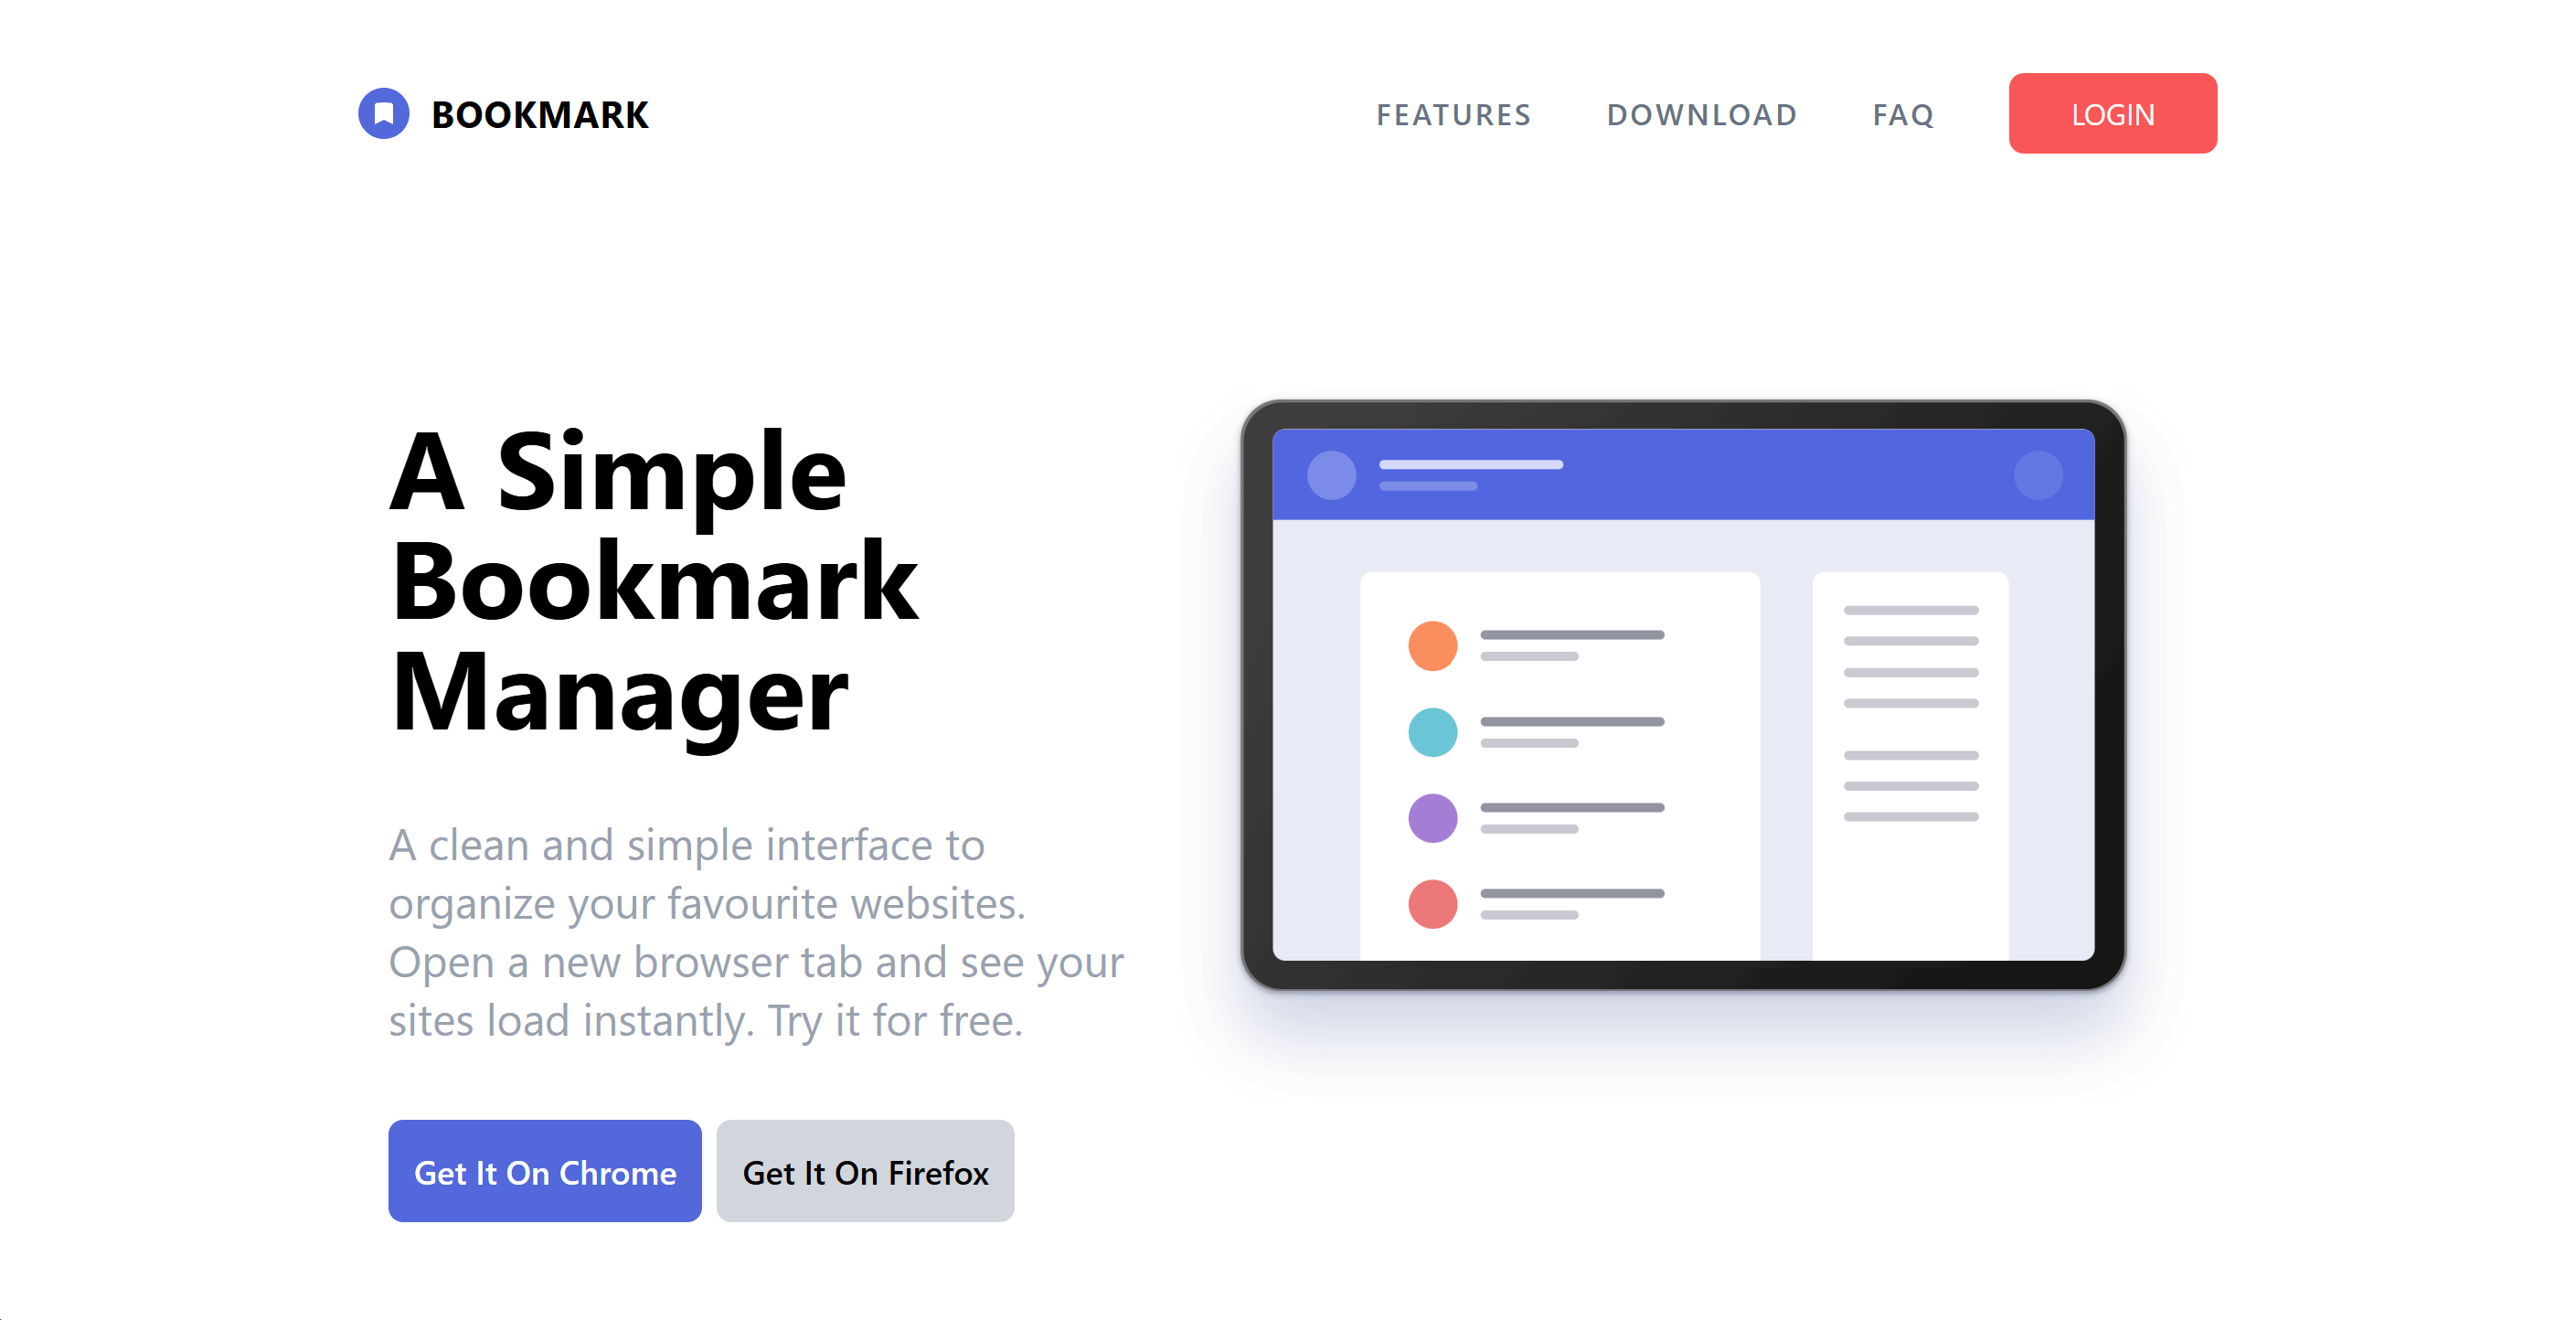 BOOKMARK
FEATURES
DOWNLOAD
FAQ
LOGIN
A Simple
Bookmark
Manager
A clean and simple interface to
organize your favourite websites.
Open a new browser tab and see your
sites load instantly. Try it for free.
Get It On Chrome
Get It On Firefox